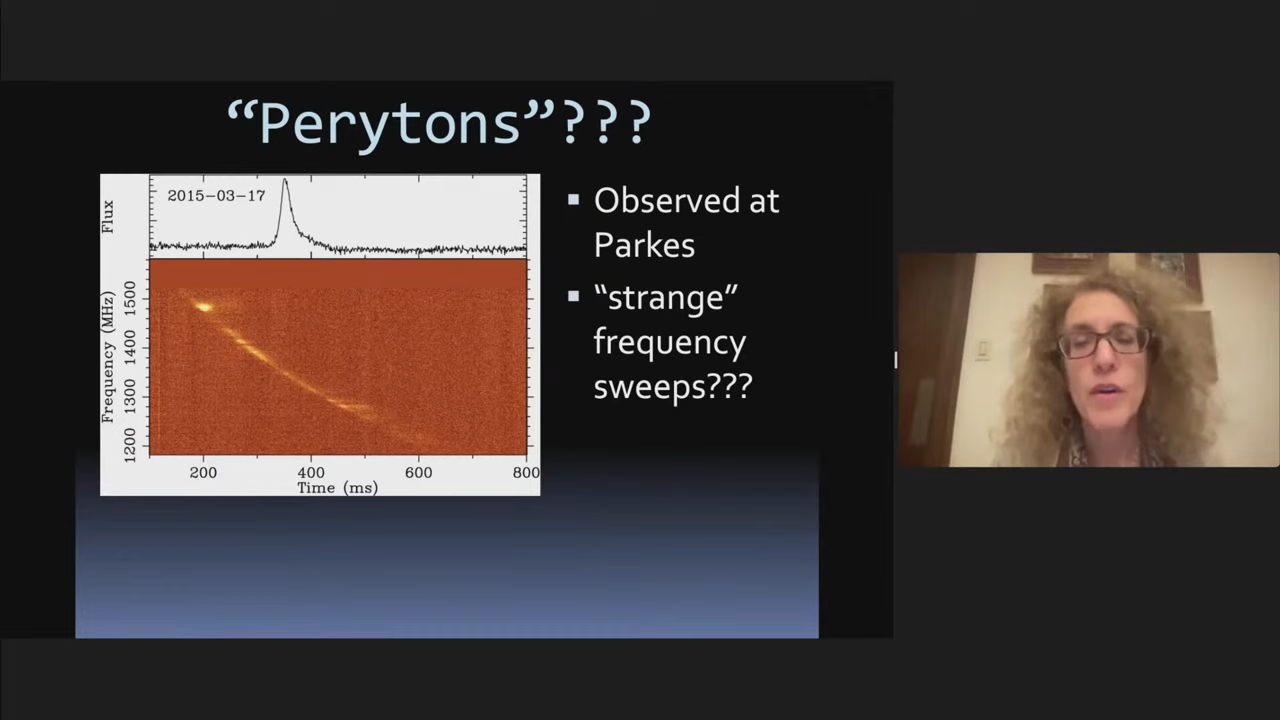 “Perytons”???
2015-03-17
Flux
Frequency (MHz)
1500
1400
1300
1200
200 400 600 800
Time (ms)
▪ Observed at
Parkes
▪ “strange”
frequency
sweeps???